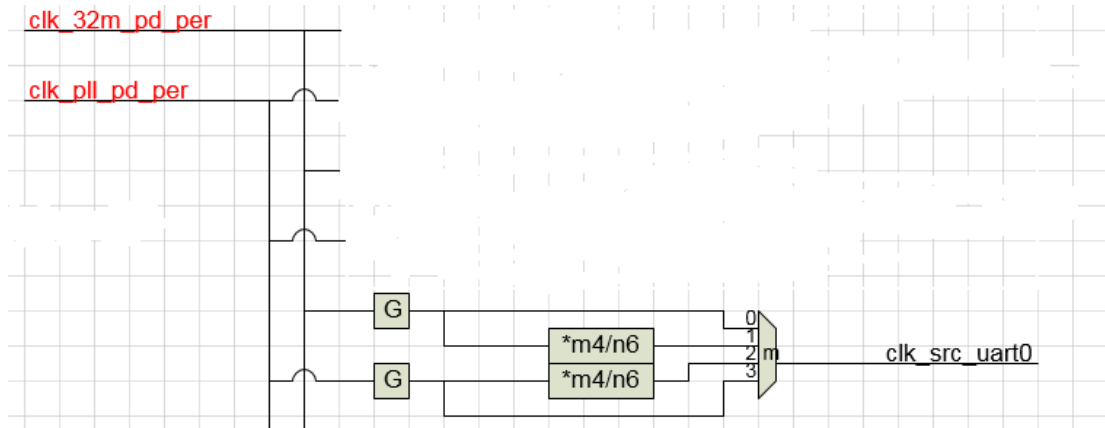 clk_32m_pd_per
clk_pll_pd_per
G
0
1
*m4/n6
2
m
clk_src_uart0
3
G
*m4/n6